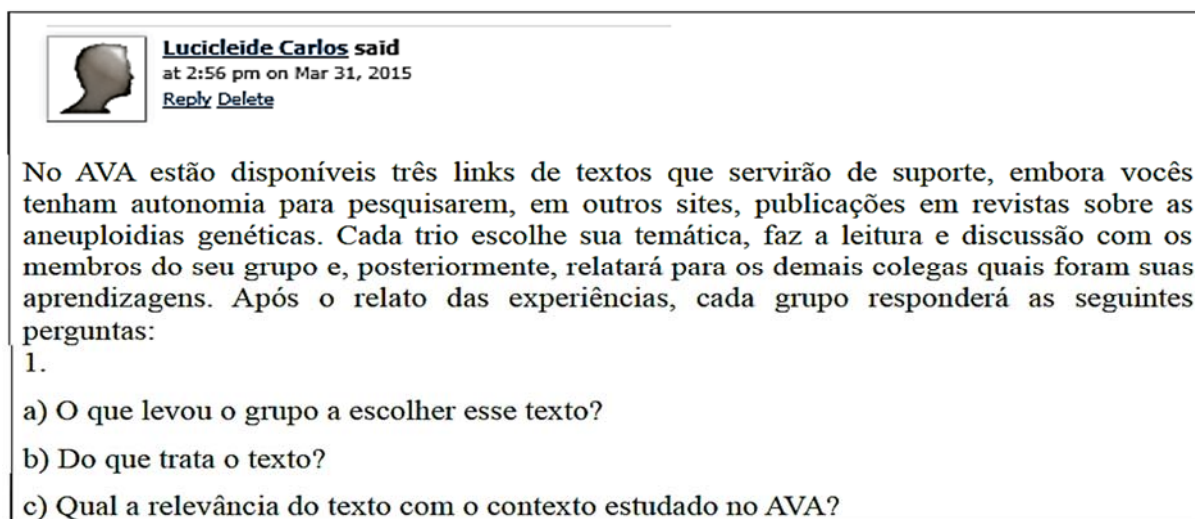 Lucicleide Carlos said
at 2:56 pm on Mar 31, 2015
Reply Delete
No AVA estão disponíveis três links de textos que servirão de suporte, embora vocês
tenham autonomia para pesquisarem, em outros sites, publicações em revistas sobre as
aneuploidias genéticas. Cada trio escolhe sua temática, faz a leitura e discussão com os
membros do seu grupo e, posteriormente, relatará para os demais colegas quais foram suas
aprendizagens. Após o relato das experiências, cada grupo responderá as seguintes
perguntas:
1.
a) O que levou o grupo a escolher esse texto?
b) Do que trata o texto?
c) Qual a relevância do texto com o contexto estudado no AVA?